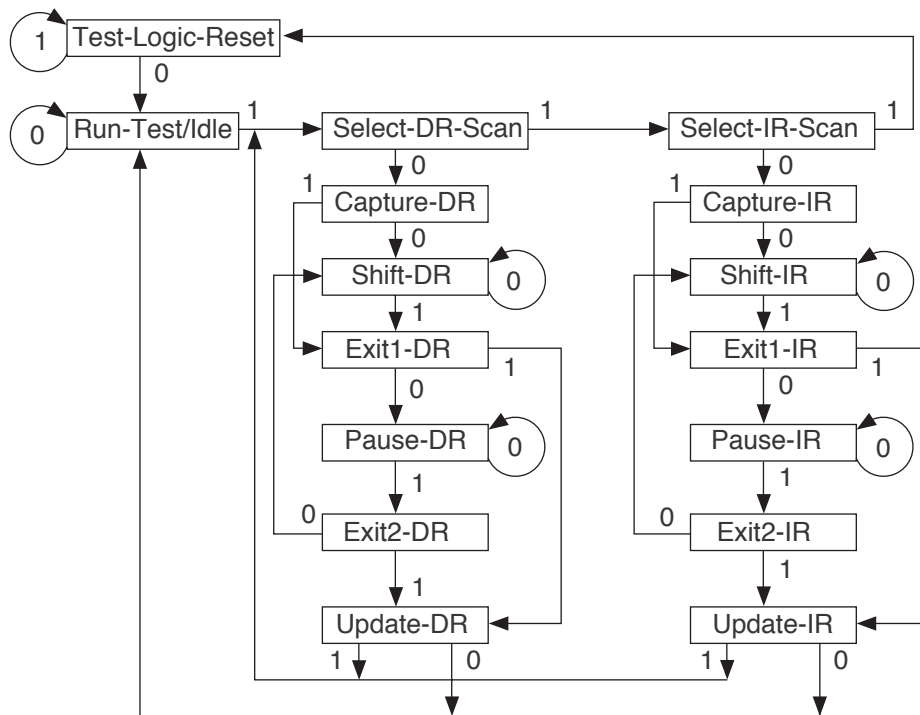 1 Test-Logic-Reset
0
0 Run-Test/Idle 1 Select-DR-Scan 1 Select-IR-Scan 1
0 0
1 Capture-DR 1 Capture-IR
0 0
Shift-DR 0 Shift-IR 0
1 1
Exit1-DR 1 Exit1-IR 1
0 0
Pause-DR 0 Pause-IR 0
1 1
0 Exit2-DR 0 Exit2-IR
1 1
Update-DR Update-IR
1 0 1 0